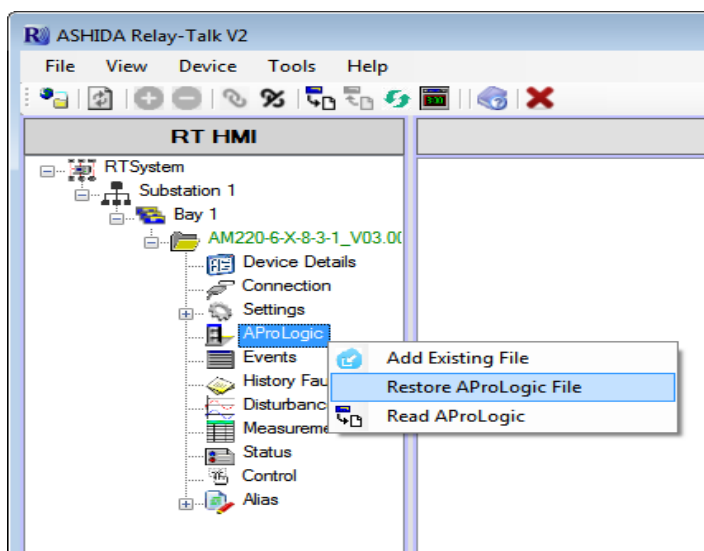 ASHIDA Relay-Talk V2
File View Device Tools Help
RT HMI
RTSystem
Substation 1
Bay 1
AM220-6-X-8-3-1_V03.00
Device Details
Connection
Settings
AProLogic
Add Existing File
Events
Restore AProLogic File
History Fau
Disturbanc
Read AProLogic
Measureme
Status
Control
Alias